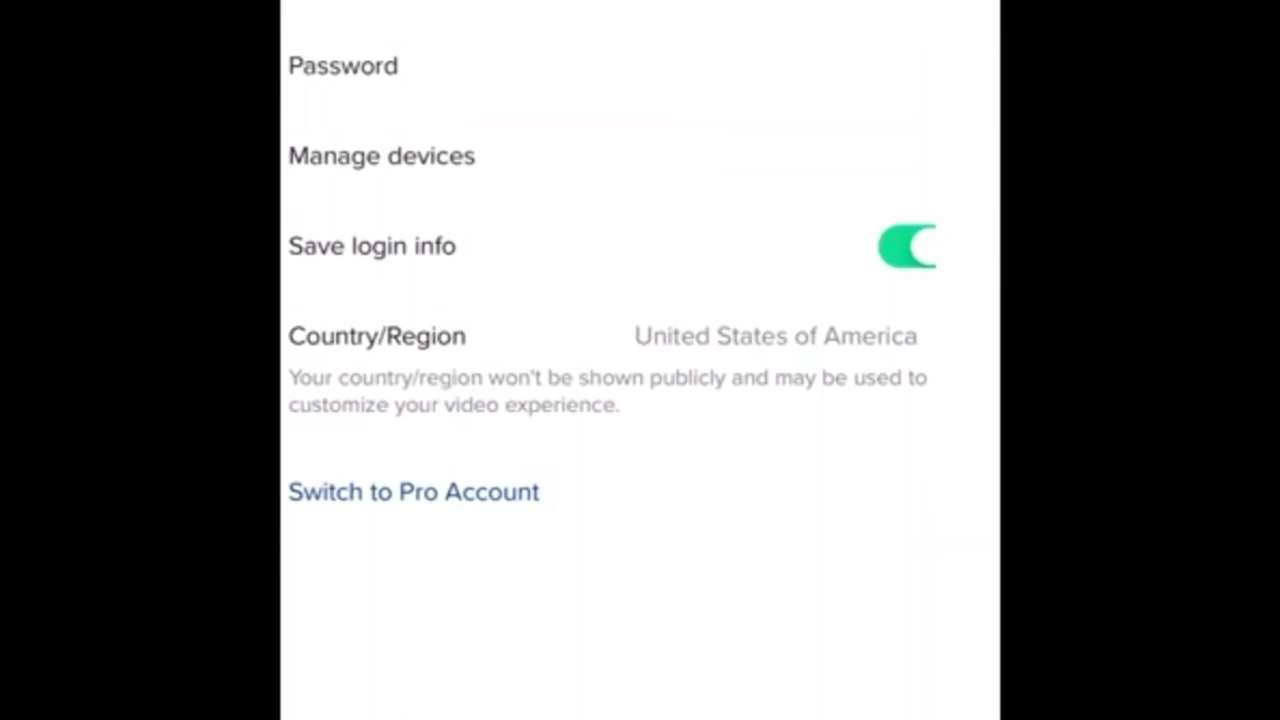 Password
Manage devices
Save login info
Country/Region United States of America
Your country/region won't be shown publicly and may be used to
customize your video experience.
Switch to Pro Account